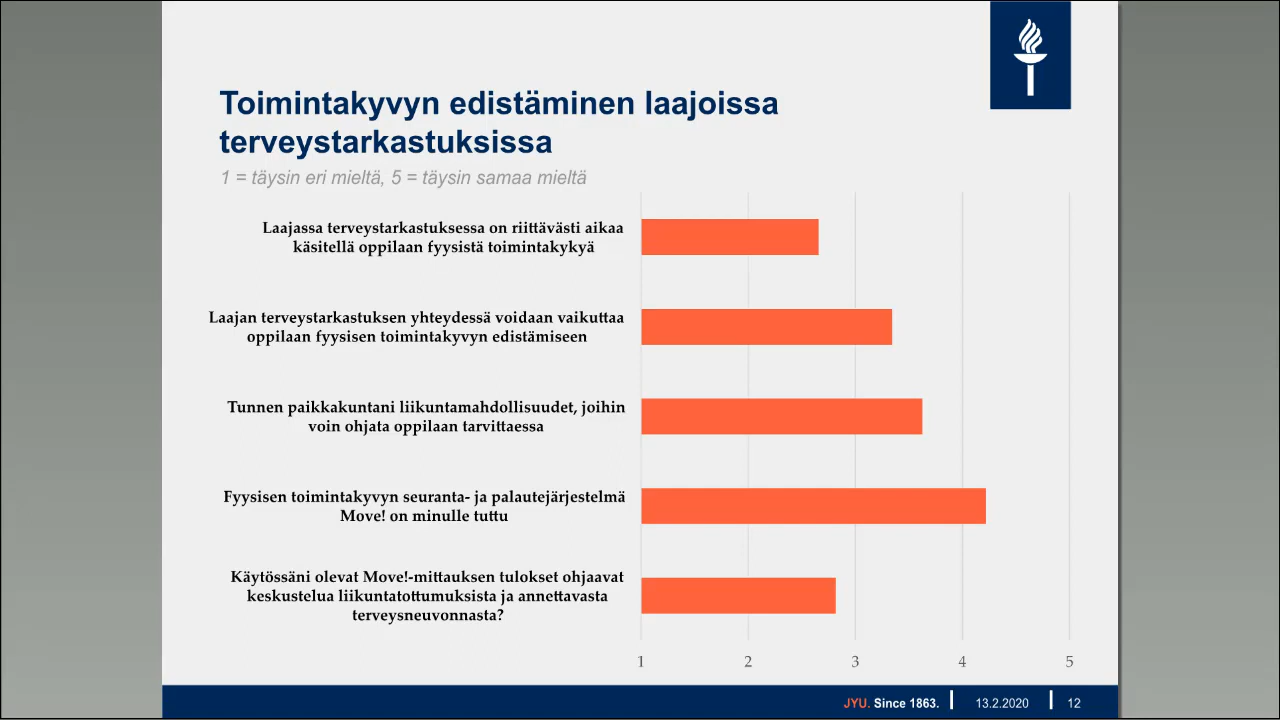 Toimintakyvyn edistäminen laajoissa
terveystarkastuksissa
1 = täysin eri mieltä, 5 = täysin samaa mieltä
Laajassa terveystarkastuksessa on riittävästi aikaa
käsitellä oppilaan fyysistä toimintakykyä
Laajan terveystarkastuksen yhteydessä voidaan vaikuttaa
oppilaan fyysisen toimintakyvyn edistämiseen
Tunnen paikkakuntani liikuntamahdollisuudet, joihin
voin ohjata oppilaan tarvittaessa
Fyysisen toimintakyvyn seuranta- ja palautejärjestelmä
Move! on minulle tuttu
Käytössäni olevat Move!-mittauksen tulokset ohjaavat
keskustelua liikuntatottumuksista ja annettavasta
terveysneuvonnasta?
1 2 3 4 5
JYU. Since 1863. 13.2.2020 12